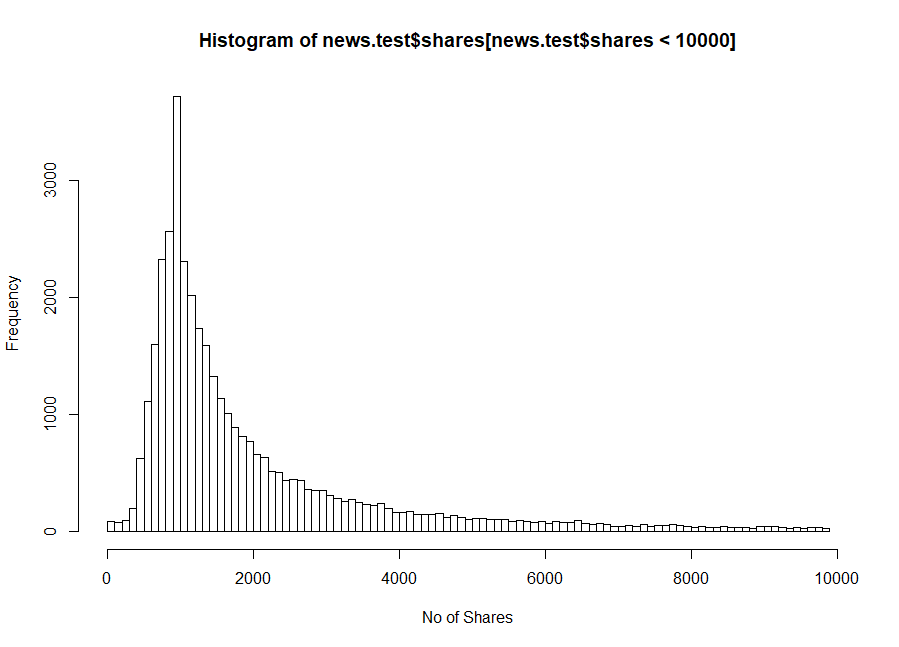 Histogram of news.test$shares[news.test$shares < 10000]
Frequency
3000
2000
1000
0
0 2000 4000 6000 8000 10000
No of Shares